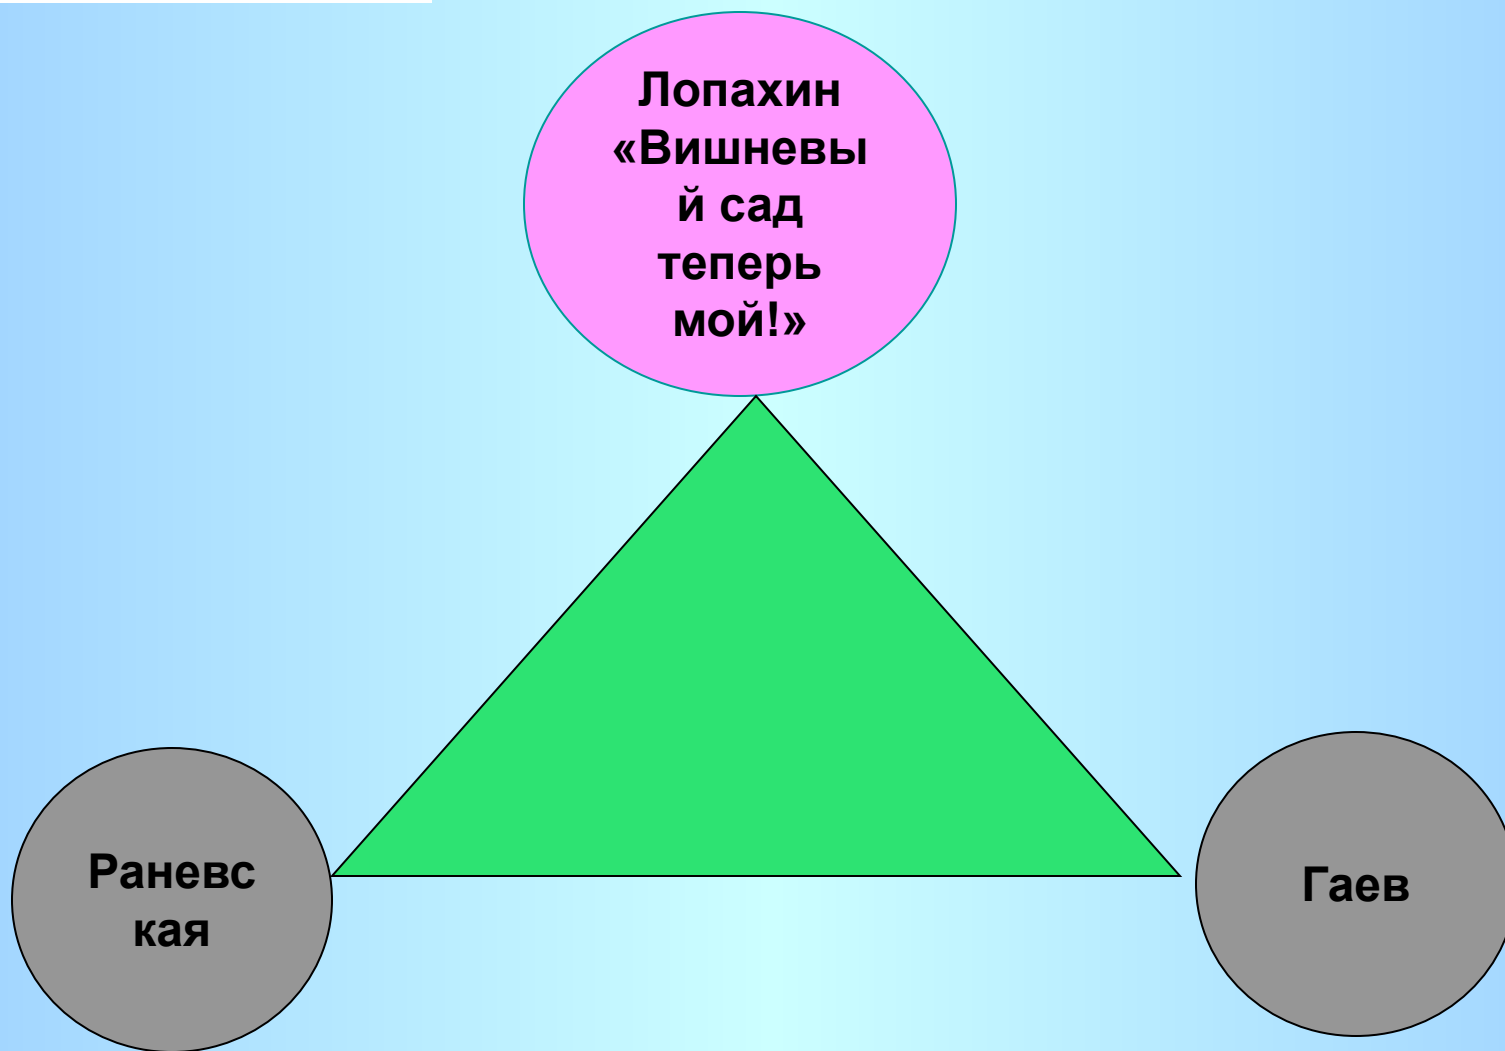 Лопахин
«Вишневы
й сад
теперь
мой!»
Раневс
кая
Гаев